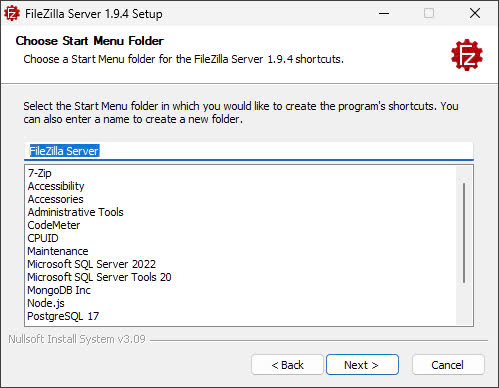 FileZilla Server 1.9.4 Setup
Choose Start Menu Folder
Choose a Start Menu folder for the FileZilla Server 1.9.4 shortcuts.
Select the Start Menu folder in which you would like to create the program's shortcuts. You
can also enter a name to create a new folder.
FileZilla Server
7-Zip
Accessibility
Accessories
Administrative Tools
CodeMeter
CPUID
Maintenance
Microsoft SQL Server 2022
Microsoft SQL Server Tools 20
MongoDB Inc
Node.js
PostgreSQL 17
Nullsoft Install System v3.09
< Back Next > Cancel